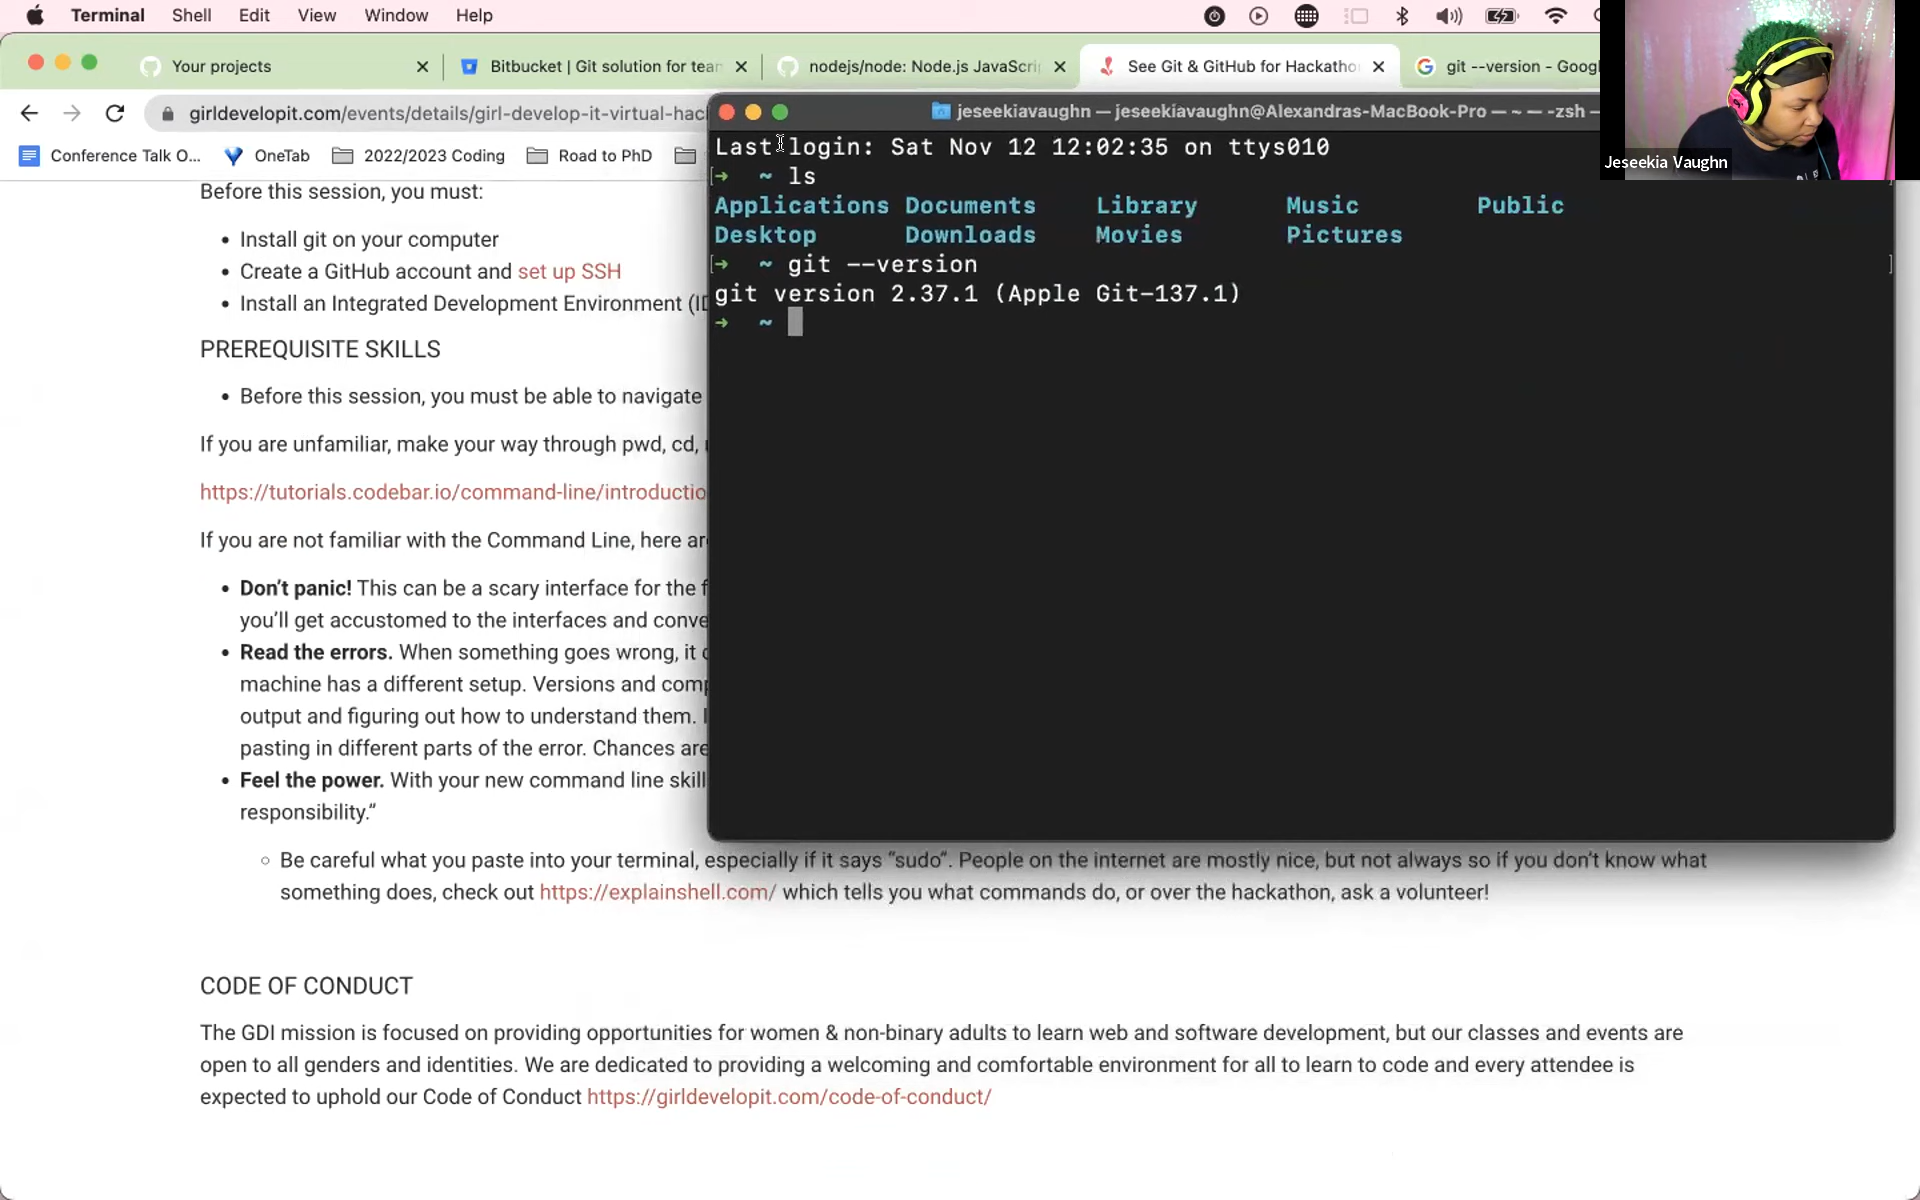 Terminal Shell Edit View Window Help
Your projects
Bitbucket | Git solution for tean
nodejs/node: Node.js JavaScri
See Git & GitHub for Hackatho
git --version - Goog
girldevelopit.com/events/details/girl-develop-it-virtual-hac
Conference Talk O... OneTab 2022/2023 Coding Road to PhD
jeseekiavaughn — jeseekiavaughn@Alexandras-MacBook-Pro — ~ — -zsh —
Jeseekia Vaughn
Last login: Sat Nov 12 12:02:35 on ttys010
[➜ ~ ls
Applications Documents Library Music Public
Desktop Downloads Movies Pictures
[➜ ~ git --version ]
git version 2.37.1 (Apple Git-137.1)
➜ ~
Before this session, you must:
• Install git on your computer
• Create a GitHub account and set up SSH
• Install an Integrated Development Environment (ID
PREREQUISITE SKILLS
• Before this session, you must be able to navigate
If you are unfamiliar, make your way through pwd, cd,
https://tutorials.codebar.io/command-line/introductio
If you are not familiar with the Command Line, here ar
• Don’t panic! This can be a scary interface for the f
you’ll get accustomed to the interfaces and conve
• Read the errors. When something goes wrong, it
machine has a different setup. Versions and comp
output and figuring out how to understand them.
pasting in different parts of the error. Chances are
• Feel the power. With your new command line skill
responsibility.”
◦ Be careful what you paste into your terminal, especially if it says “sudo”. People on the internet are mostly nice, but not always so if you don’t know what
something does, check out https://explainshell.com/ which tells you what commands do, or over the hackathon, ask a volunteer!
CODE OF CONDUCT
The GDI mission is focused on providing opportunities for women & non-binary adults to learn web and software development, but our classes and events are
open to all genders and identities. We are dedicated to providing a welcoming and comfortable environment for all to learn to code and every attendee is
expected to uphold our Code of Conduct https://girldevelopit.com/code-of-conduct/